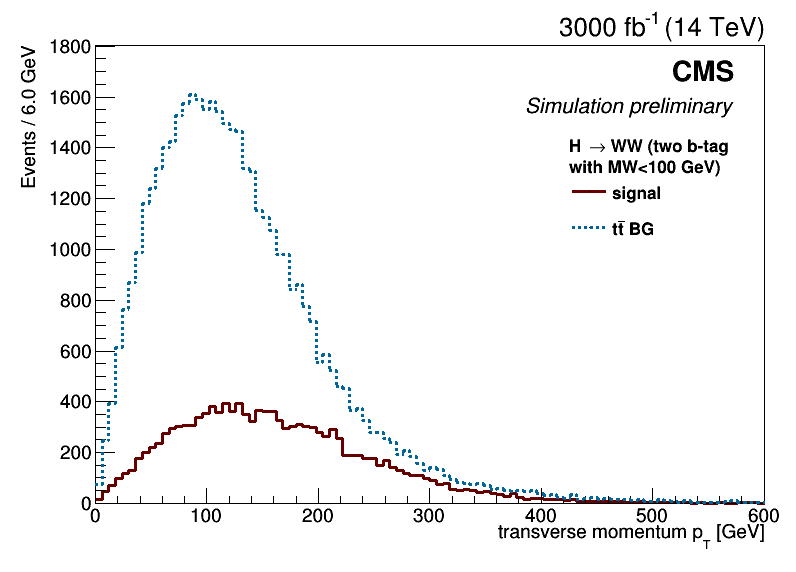 3000 fb-1 (14 TeV)
CMS
Simulation preliminary
H → WW (two b-tag
with MW<100 GeV)
signal
tt̄ BG
Events / 6.0 GeV
1800
1600
1400
1200
1000
800
600
400
200
0
0 100 200 300 400 500 600
transverse momentum pT [GeV]